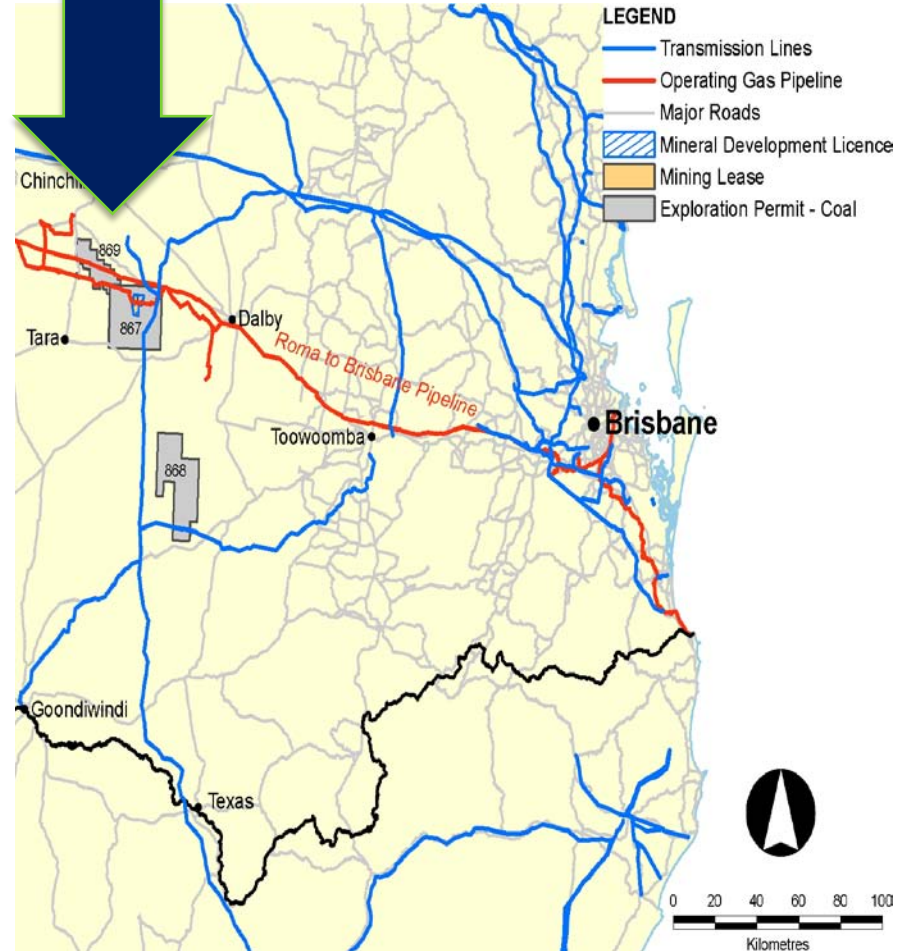 LEGEND
Transmission Lines
Operating Gas Pipeline
Major Roads
Mineral Development Licence
Mining Lease
Exploration Permit - Coal
869
867
Dalby
Tara
Roma to Brisbane Pipeline
Brisbane
Toowoomba
868
Goondiwindi
Texas
0 20 40 60 80 100
Kilometres